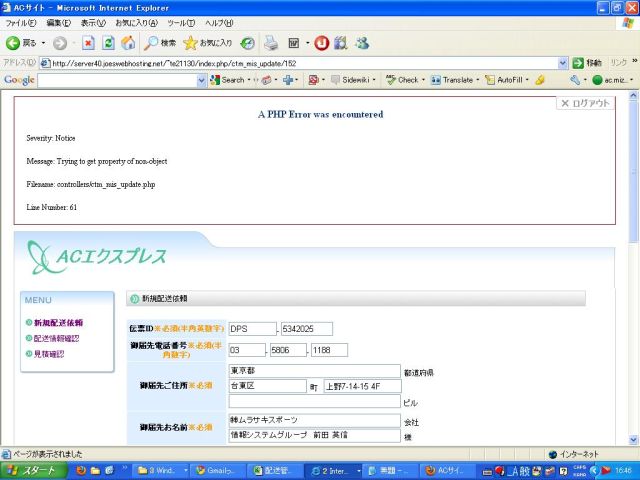 ACサイト - Microsoft Internet Explorer
ファイル(F) 編集(E) 表示(V) お気に入り(A) ツール(T) ヘルプ(H)
戻る 検索 お気に入り
アドレス(D) http://server40.joeswebhosting.net/~te21130/index.php/ctm_mis_update/152 移動 リンク »
Google Search Sidewiki Check Translate AutoFill ac.miz...
× ログアウト
A PHP Error was encountered
Severity: Notice
Message: Trying to get property of non-object
Filename: controllers/ctm_mis_update.php
Line Number: 61
ACエクスプレス
MENU
新規配送依頼
配送情報確認
見積確認
新規配送依頼
伝票ID※必須(半角英数字) DPS - 5342025
御届先電話番号※必須(半角数字) 03 - 5806 - 1188
御届先ご住所※必須 東京都 都道府県
台東区 町 上野7-14-15 4F
ビル
御届先お名前※必須 ㈱ムラサキスポーツ 会社
情報システムグループ 前田 英信 様
ページが表示されました インターネット
スタート 3 Wind... Gmail... 配送管... 2 Inter... 無題 - ... ACサイ... A 般 CAPS KANA 16:46